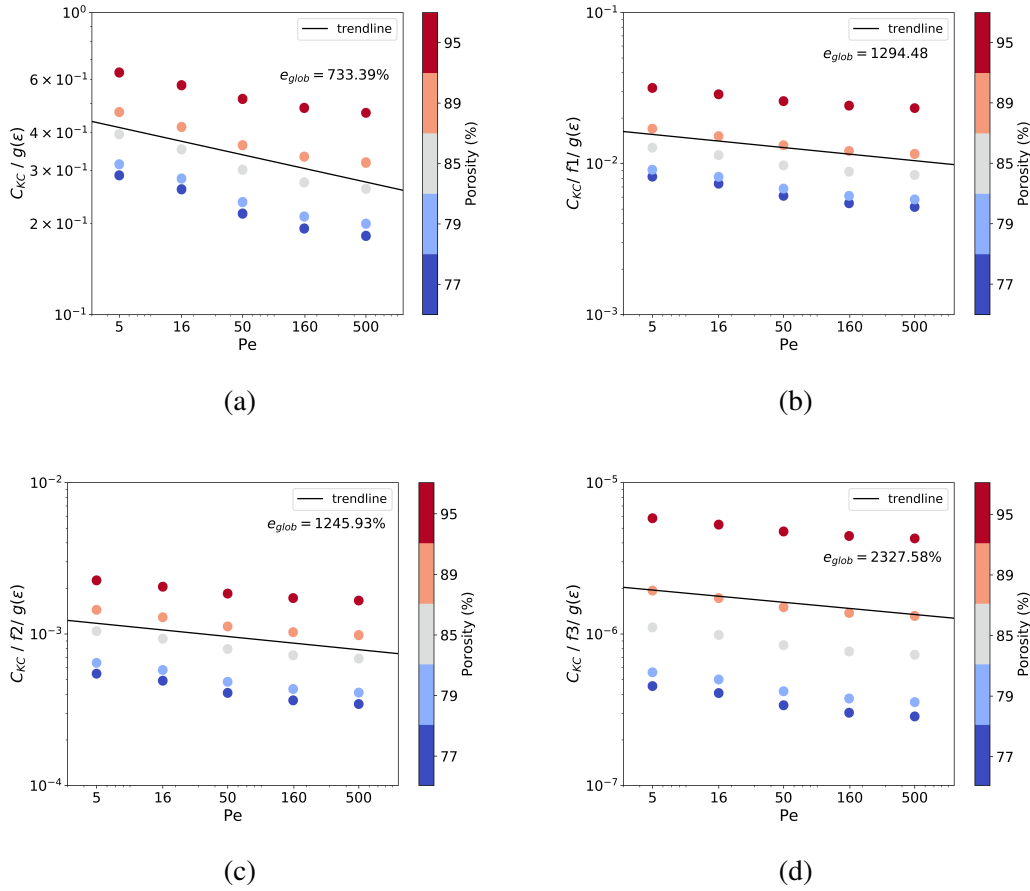 10⁰
6 × 10⁻¹
4 × 10⁻¹
3 × 10⁻¹
2 × 10⁻¹
10⁻¹
C_KC / g(ε)
trendline
e_glob = 733.39%
5 16 50 160 500
Pe
95
89
85
79
77
Porosity (%)
(a)
10⁻¹
10⁻²
10⁻³
C_KC / f1/ g(ε)
trendline
e_glob = 1294.48
5 16 50 160 500
Pe
95
89
85
79
77
Porosity (%)
(b)
10⁻²
10⁻³
10⁻⁴
C_KC / f2/ g(ε)
trendline
e_glob = 1245.93%
5 16 50 160 500
Pe
95
89
85
79
77
Porosity (%)
(c)
10⁻⁵
10⁻⁶
10⁻⁷
C_KC / f3/ g(ε)
trendline
e_glob = 2327.58%
5 16 50 160 500
Pe
95
89
85
79
77
Porosity (%)
(d)